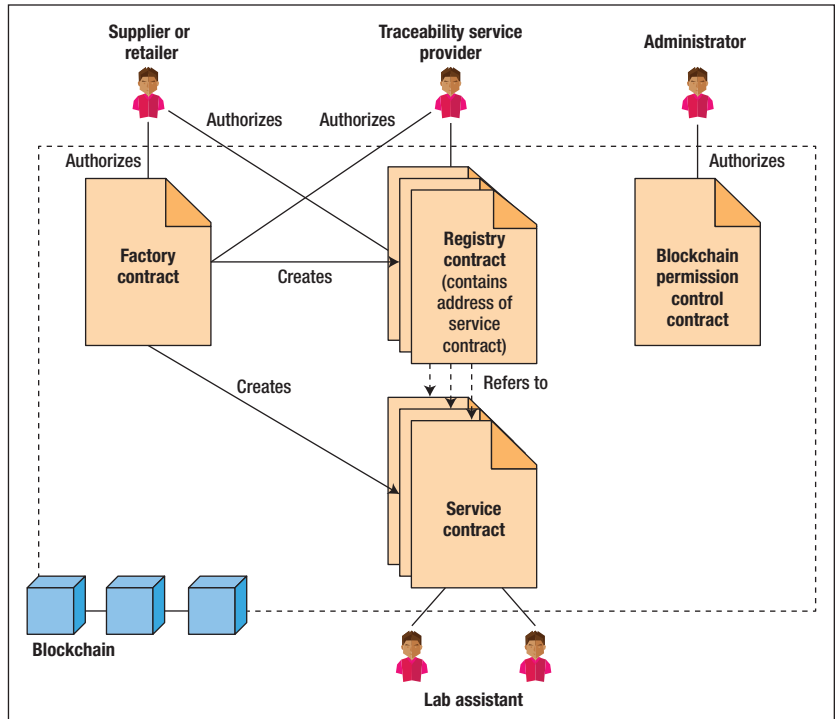 Supplier or
retailer
Traceability service
provider
Administrator
Authorizes
Authorizes
Authorizes
Authorizes
Factory
contract
Creates
Registry
contract
(contains
address of
service
contract)
Blockchain
permission
control
contract
Creates
Refers to
Service
contract
Blockchain
Lab assistant